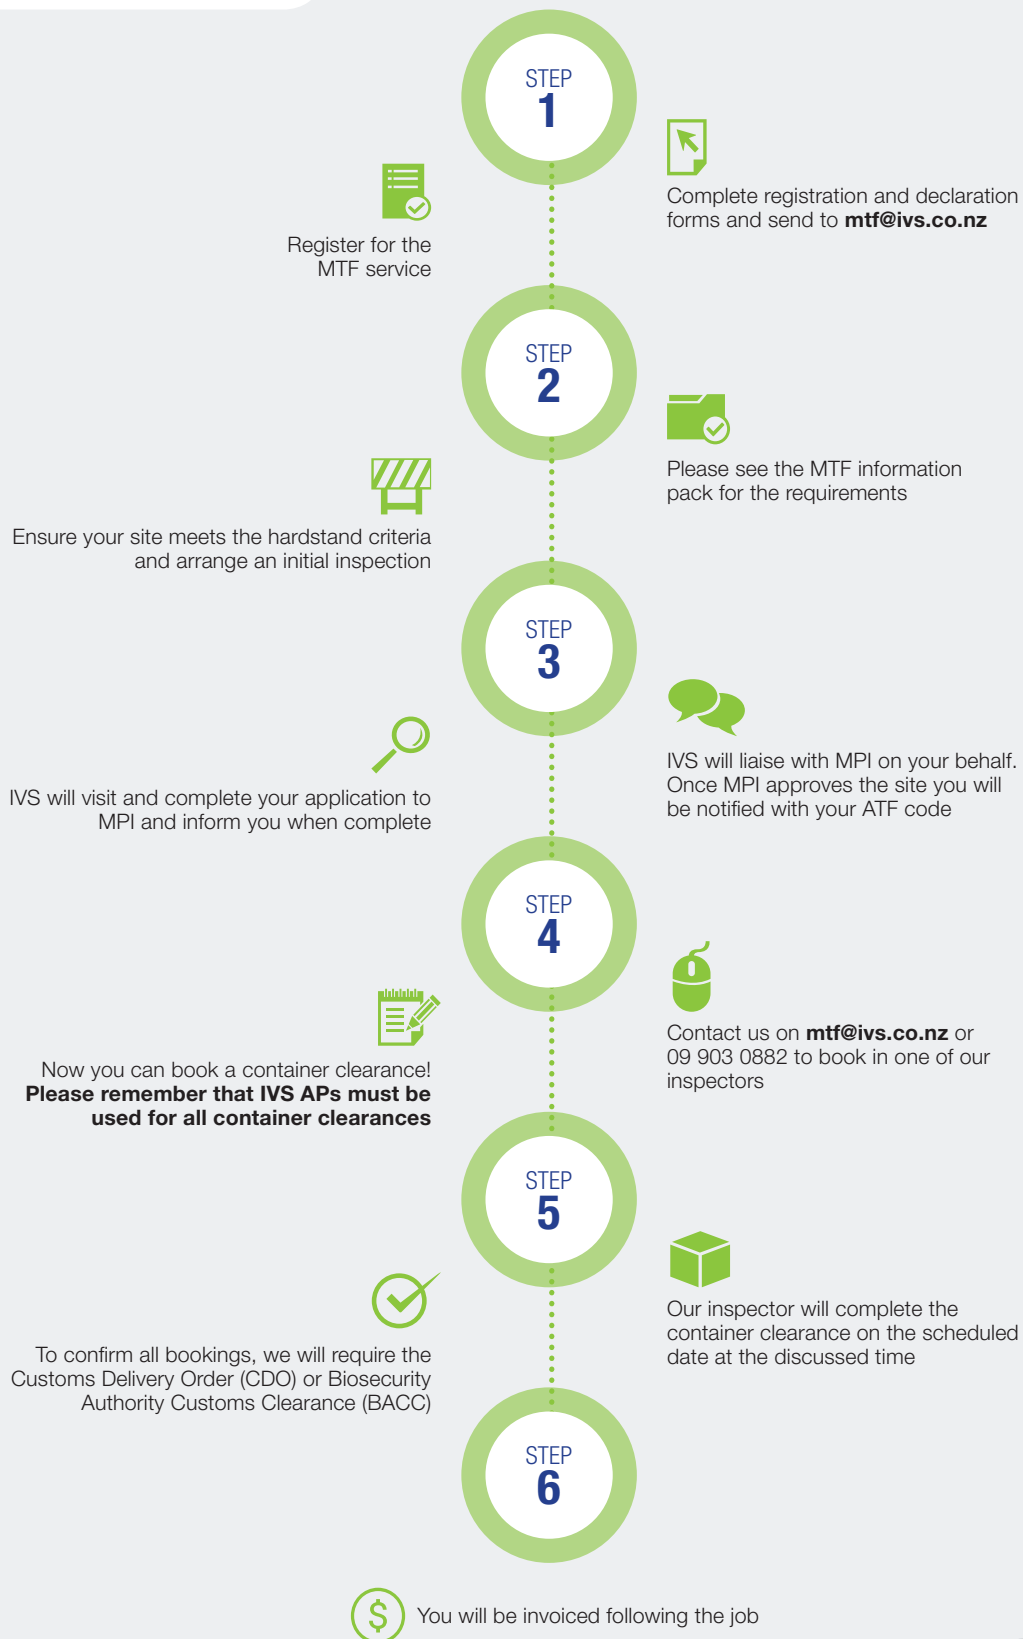 STEP
1
Complete registration and declaration
forms and send to mtf@ivs.co.nz
Register for the
MTF service
STEP
2
Please see the MTF information
pack for the requirements
Ensure your site meets the hardstand criteria
and arrange an initial inspection
STEP
3
IVS will liaise with MPI on your behalf.
Once MPI approves the site you will
be notified with your ATF code
IVS will visit and complete your application to
MPI and inform you when complete
STEP
4
Contact us on mtf@ivs.co.nz or
09 903 0882 to book in one of our
inspectors
Now you can book a container clearance!
Please remember that IVS APs must be
used for all container clearances
STEP
5
Our inspector will complete the
container clearance on the scheduled
date at the discussed time
To confirm all bookings, we will require the
Customs Delivery Order (CDO) or Biosecurity
Authority Customs Clearance (BACC)
STEP
6
$ You will be invoiced following the job